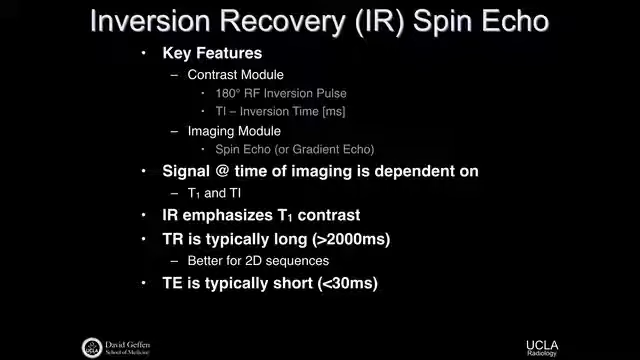 Inversion Recovery (IR) Spin Echo
• Key Features
– Contrast Module
• 180° RF Inversion Pulse
• TI – Inversion Time [ms]
– Imaging Module
• Spin Echo (or Gradient Echo)
• Signal @ time of imaging is dependent on
– T₁ and TI
• IR emphasizes T₁ contrast
• TR is typically long (>2000ms)
– Better for 2D sequences
• TE is typically short (<30ms)
UCLA
David Geffen
School of Medicine
UCLA
Radiology